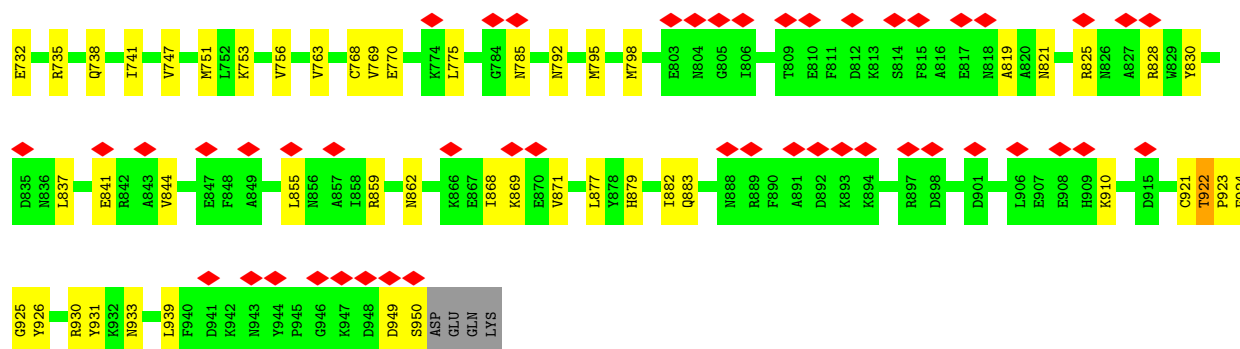 E732 R735 Q738 I741 V747 M751 L752 K753 V756 V763 C768 V769 E770 K774 L775 G784 N785 N792 M795 M798 E803 N804 G805 I806 T809 E810 F811 D812 K813 S814 F815 A816 E817 N818 A819 A820 N821 R825 N826 A827 R828 W829 Y830
D835 N836 L837 E841 R842 A843 V844 E847 F848 A849 L855 N856 A857 I858 R859 N862 K866 E867 I868 K869 E870 V871 L877 Y878 H879 I882 Q883 N888 R889 F890 A891 D892 K893 K894 R897 D898 D901 L906 E907 E908 H909 K910 D915 C921 T922 P923
G925 Y926 R930 Y931 K932 N933 L939 F940 D941 K942 N943 Y944 P945 G946 K947 D948 D949 S950 ASP GLU GLN LYS